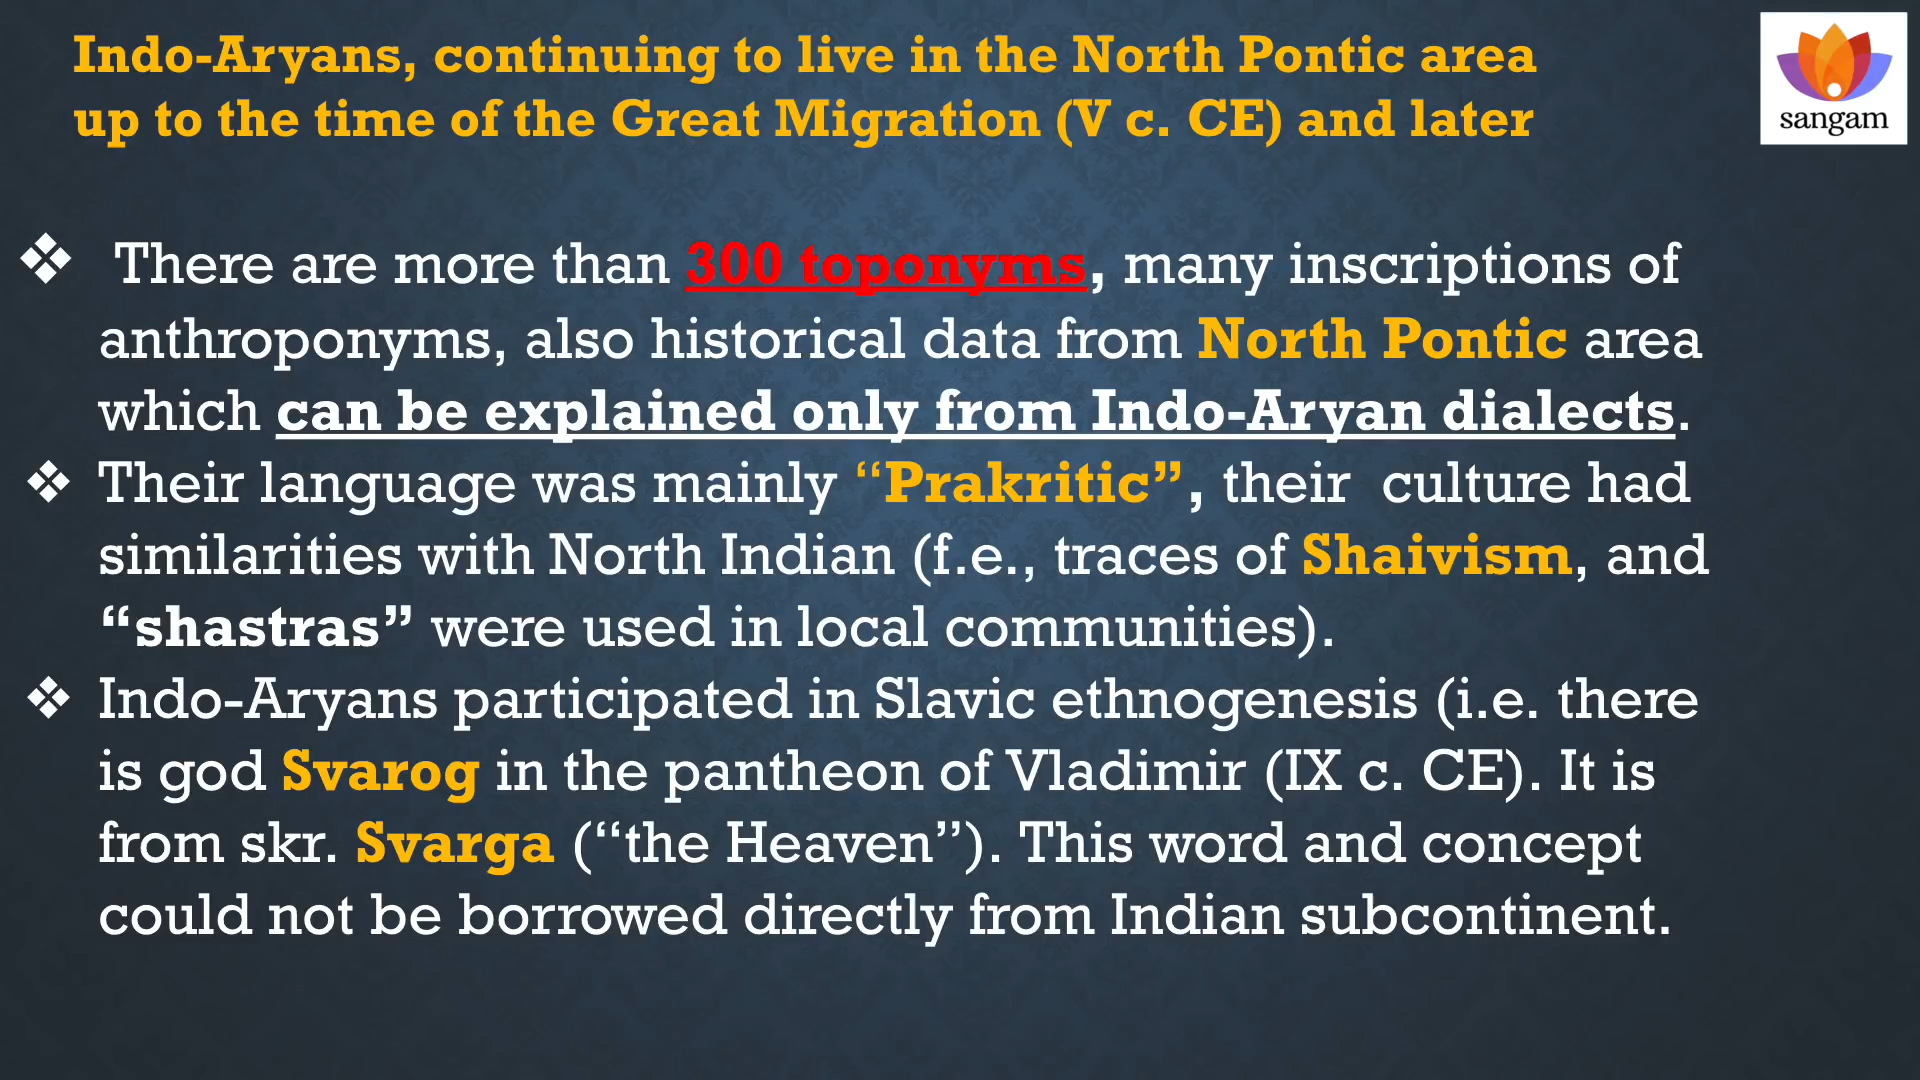 Indo-Aryans, continuing to live in the North Pontic area
up to the time of the Great Migration (V c. CE) and later
sangam
❖ There are more than 300 toponyms, many inscriptions of
anthroponyms, also historical data from North Pontic area
which can be explained only from Indo-Aryan dialects.
❖ Their language was mainly “Prakritic”, their culture had
similarities with North Indian (f.e., traces of Shaivism, and
“shastras” were used in local communities).
❖ Indo-Aryans participated in Slavic ethnogenesis (i.e. there
is god Svarog in the pantheon of Vladimir (IX c. CE). It is
from skr. Svarga (“the Heaven”). This word and concept
could not be borrowed directly from Indian subcontinent.